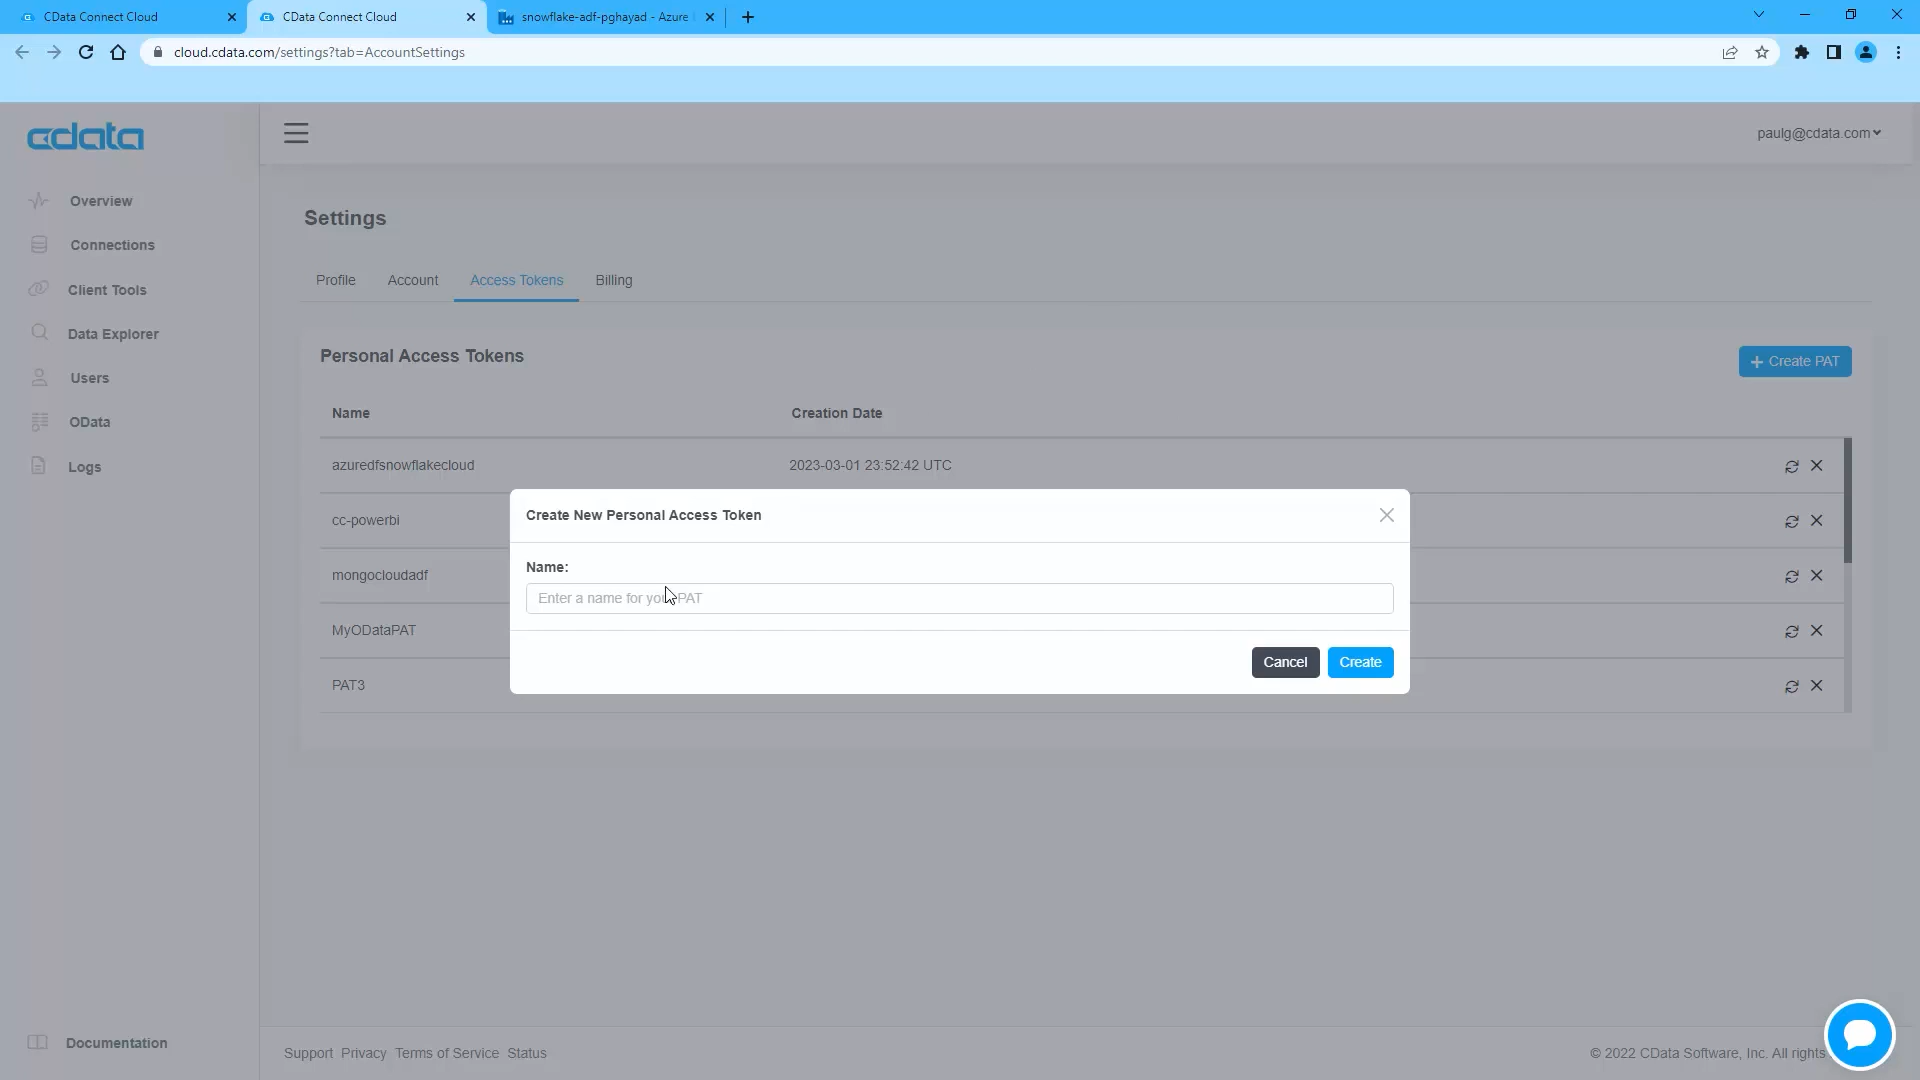 CData Connect Cloud
CData Connect Cloud
snowflake-adf-pghayad - Azure
cloud.cdata.com/settings?tab=AccountSettings
cdata
paulg@cdata.com
Overview
Connections
Client Tools
Data Explorer
Users
OData
Logs
Documentation
Settings
Profile Account Access Tokens Billing
Personal Access Tokens
+ Create PAT
Name Creation Date
azuredfsnowflakecloud 2023-03-01 23:52:42 UTC
cc-powerbi
mongocloudadf
MyODataPAT
PAT3
Create New Personal Access Token
Name:
Enter a name for your PAT
Cancel Create
Support Privacy Terms of Service Status
© 2022 CData Software, Inc. All rights